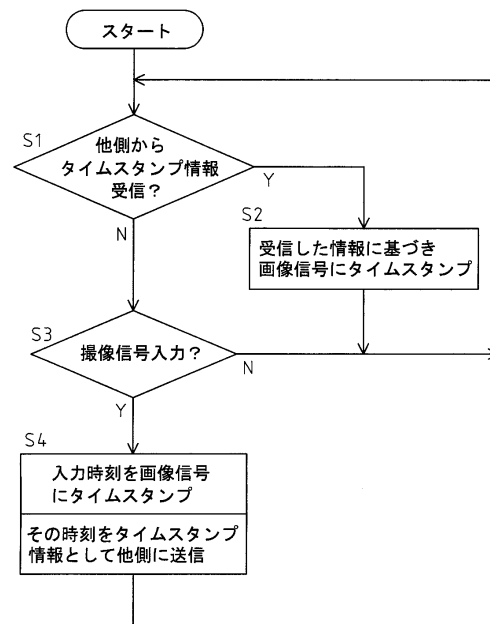 スタート
S1
他側から
タイムスタンプ情報
受信？
Y
N
S2
受信した情報に基づき
画像信号にタイムスタンプ
S3
撮像信号入力？
N
Y
S4
入力時刻を画像信号
にタイムスタンプ
その時刻をタイムスタンプ
情報として他側に送信